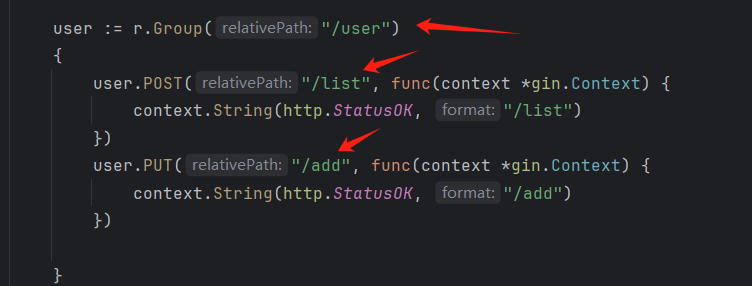 user := r.Group( relativePath: "/user")
{
user.POST( relativePath: "/list", func(context *gin.Context) {
context.String(http.StatusOK, format: "/list")
})
user.PUT( relativePath: "/add", func(context *gin.Context) {
context.String(http.StatusOK, format: "/add")
})
}